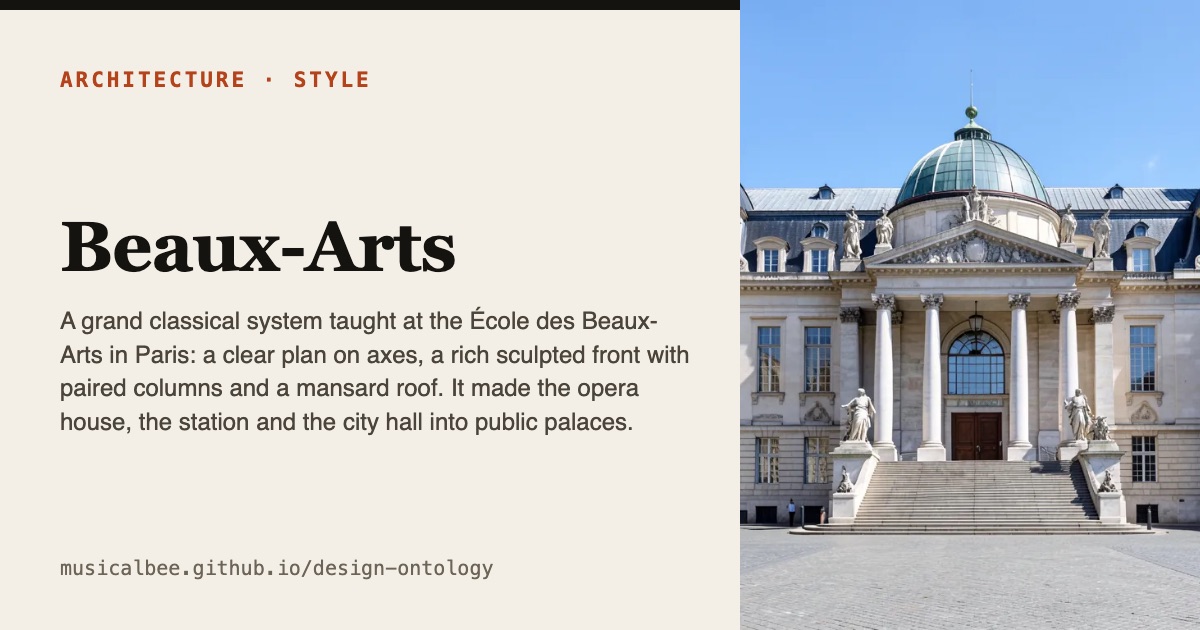 ARCHITECTURE · STYLE
Beaux-Arts
A grand classical system taught at the École des Beaux-
Arts in Paris: a clear plan on axes, a rich sculpted front with
paired columns and a mansard roof. It made the opera
house, the station and the city hall into public palaces.
musicalbee.github.io/design-ontology